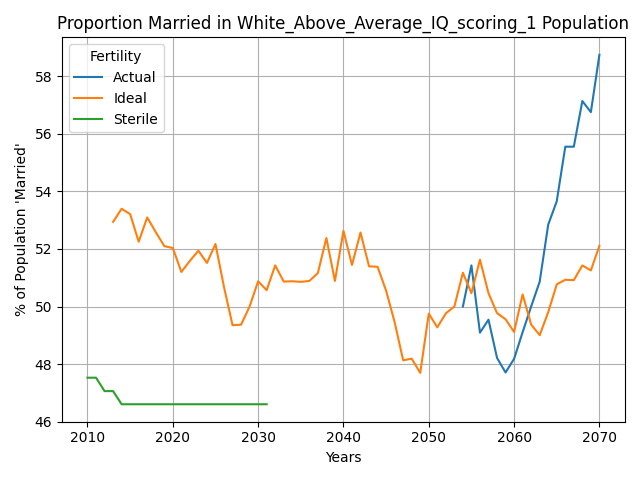 Proportion Married in White_Above_Average_IQ_scoring_1 Population
Fertility
Actual
Ideal
Sterile
% of Population 'Married'
58
56
54
52
50
48
46
2010
2020
2030
2040
2050
2060
2070
Years